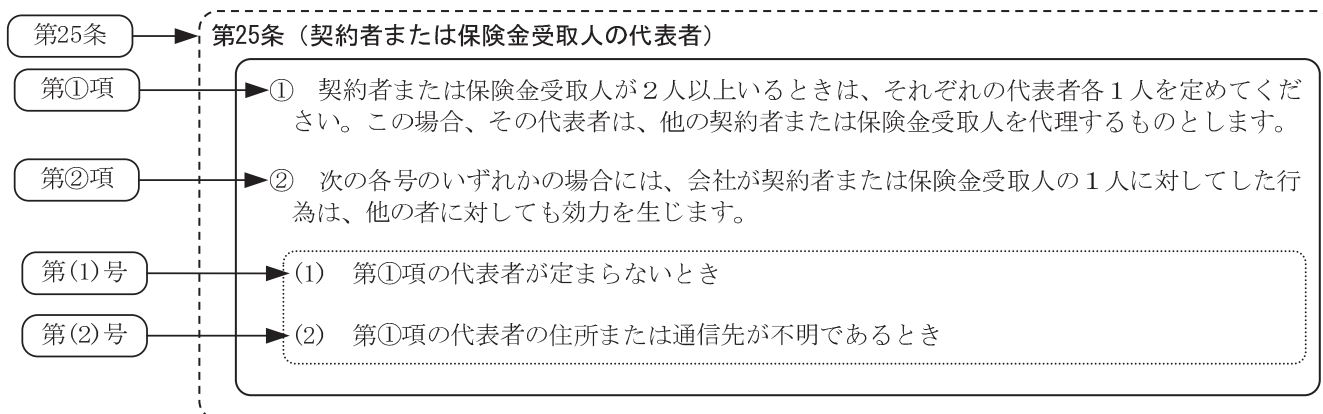 第25条
第25条（契約者または保険金受取人の代表者）
第①項
①　契約者または保険金受取人が２人以上いるときは、それぞれの代表者各１人を定めてくだ
さい。この場合、その代表者は、他の契約者または保険金受取人を代理するものとします。
第②項
②　次の各号のいずれかの場合には、会社が契約者または保険金受取人の１人に対してした行
為は、他の者に対しても効力を生じます。
第(1)号
(1)　第①項の代表者が定まらないとき
第(2)号
(2)　第①項の代表者の住所または通信先が不明であるとき